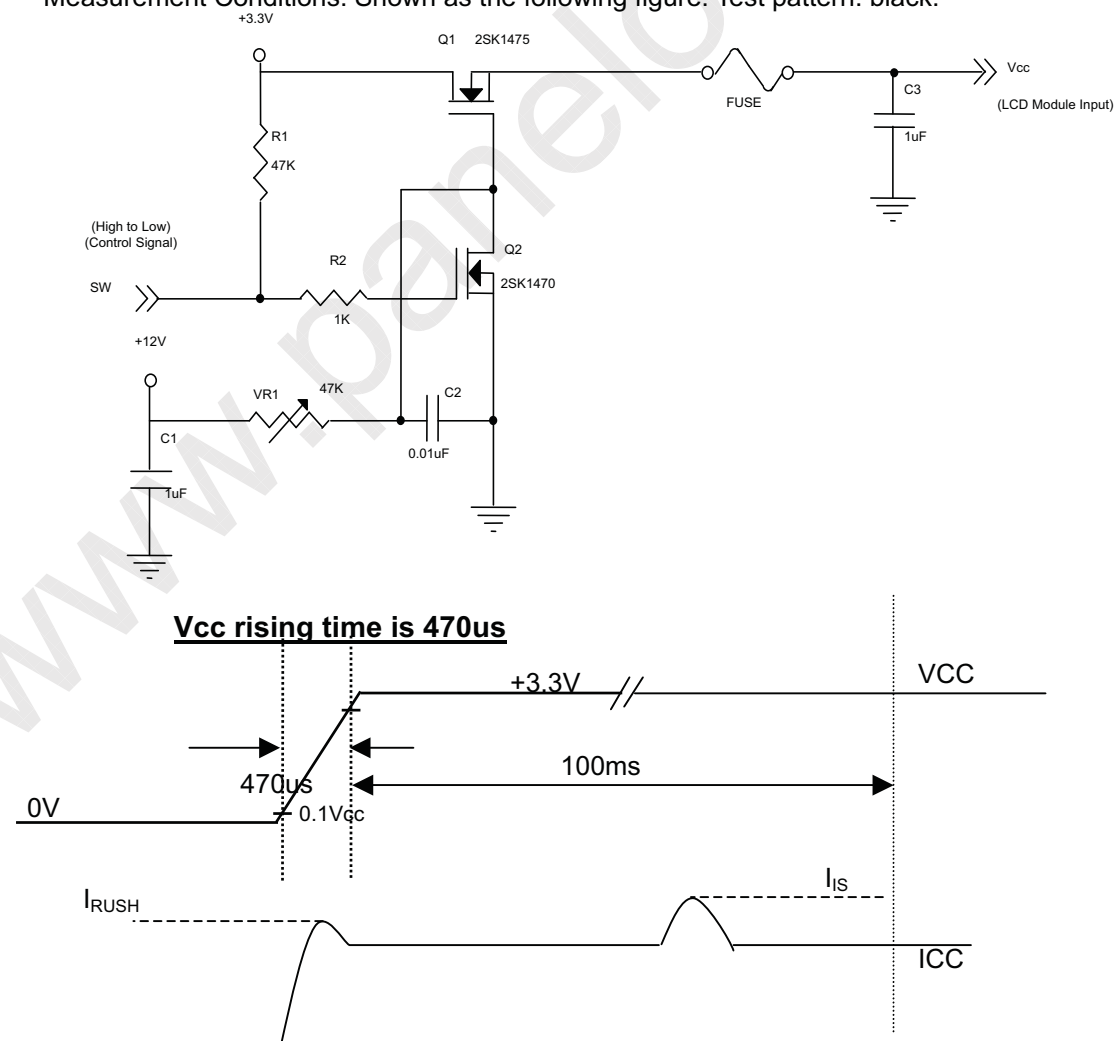 Measurement Conditions: Shown as the following figure. Test pattern: black.
+3.3V
Q1 2SK1475
Vcc
FUSE
C3
(LCD Module Input)
1uF
R1
47K
(High to Low)
(Control Signal)
Q2
R2
SW
2SK1470
1K
+12V
VR1
47K
C2
C1
0.01uF
1uF
Vcc rising time is 470us
+3.3V
VCC
100ms
470us
0V
0.1Vcc
IIS
IRUSH
ICC
www.panelo